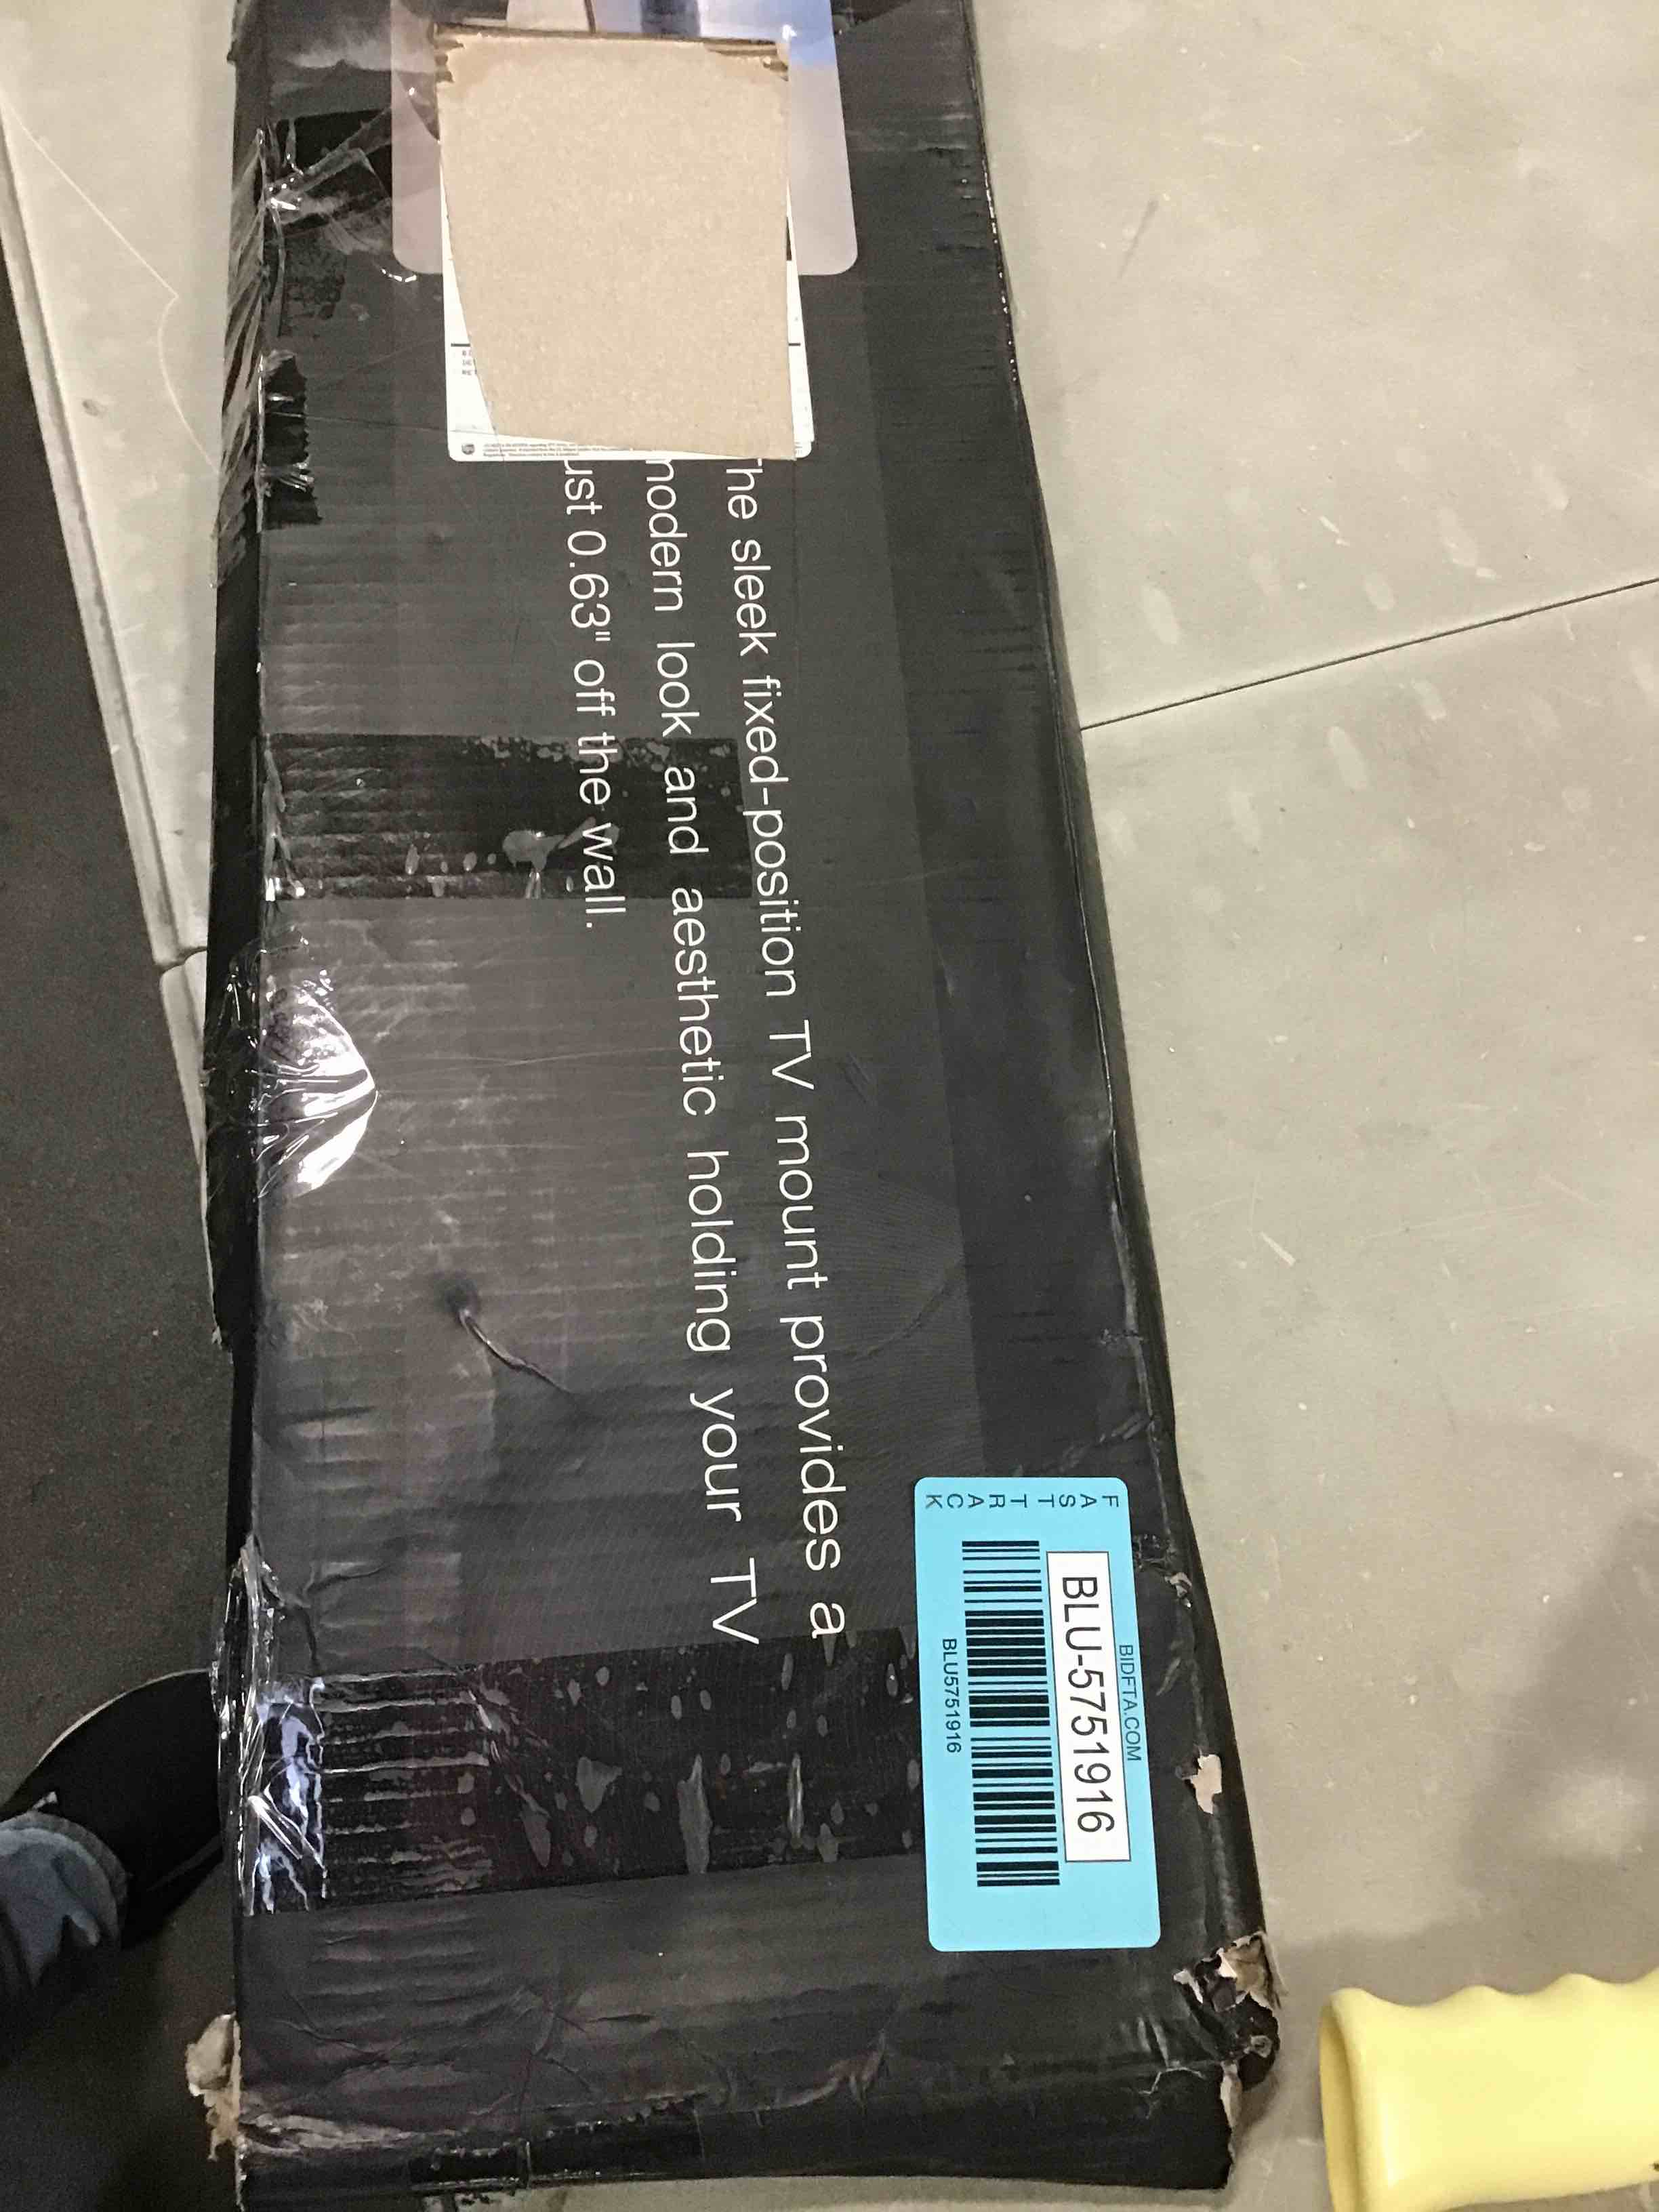 he sleek fixed-position TV mount provides a
modern look and aesthetic holding your TV
ust 0.63" off the wall.
BIDFTA.COM
BLU-5751916
BLU5751916
FAST
TRACK